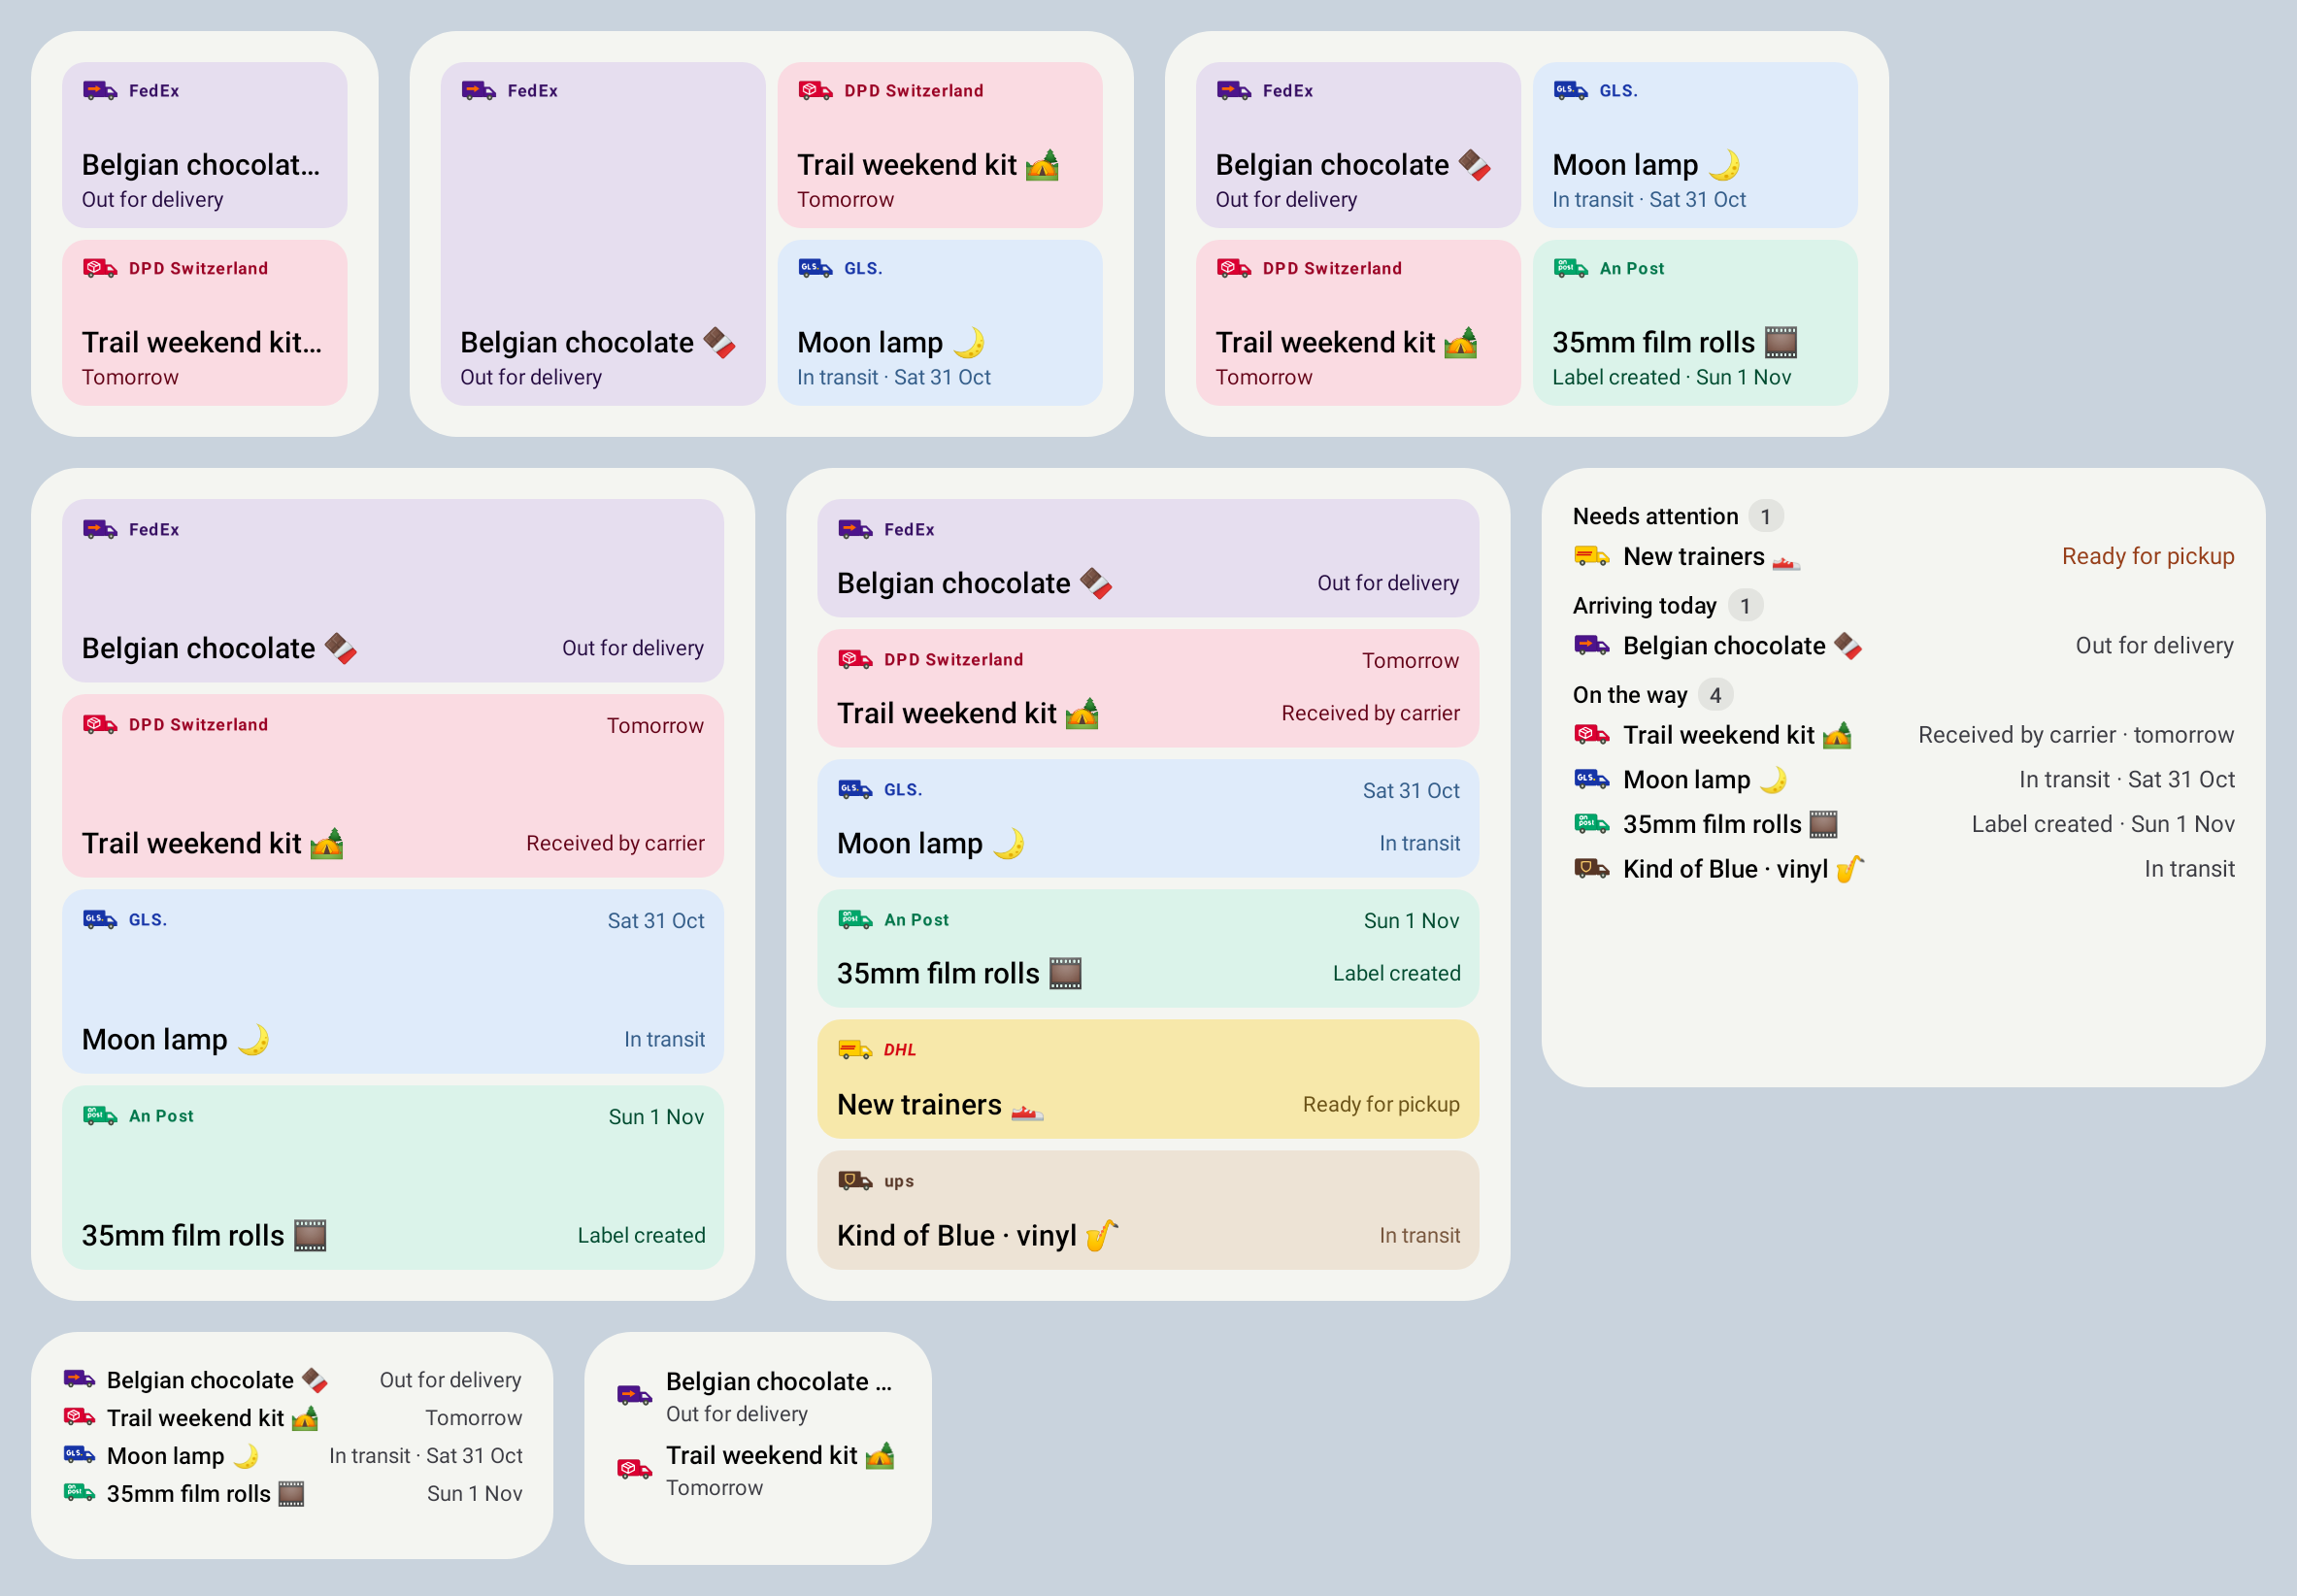 FedEx
Belgian chocolat...
Out for delivery
DPD Switzerland
Trail weekend kit...
Tomorrow
FedEx
Belgian chocolate 🍫
Out for delivery
DPD Switzerland
Trail weekend kit 🏕️
Tomorrow
GLS.
Moon lamp 🌙
In transit · Sat 31 Oct
FedEx
Belgian chocolate 🍫
Out for delivery
GLS.
Moon lamp 🌙
In transit · Sat 31 Oct
DPD Switzerland
Trail weekend kit 🏕️
Tomorrow
An Post
35mm film rolls 🎞️
Label created · Sun 1 Nov
FedEx
Belgian chocolate 🍫 Out for delivery
DPD Switzerland Tomorrow
Trail weekend kit 🏕️ Received by carrier
GLS. Sat 31 Oct
Moon lamp 🌙 In transit
An Post Sun 1 Nov
35mm film rolls 🎞️ Label created
FedEx
Belgian chocolate 🍫 Out for delivery
DPD Switzerland Tomorrow
Trail weekend kit 🏕️ Received by carrier
GLS. Sat 31 Oct
Moon lamp 🌙 In transit
An Post Sun 1 Nov
35mm film rolls 🎞️ Label created
DHL
New trainers 👟 Ready for pickup
ups
Kind of Blue · vinyl 🎷 In transit
Needs attention 1
New trainers 👟 Ready for pickup
Arriving today 1
Belgian chocolate 🍫 Out for delivery
On the way 4
Trail weekend kit 🏕️ Received by carrier · tomorrow
Moon lamp 🌙 In transit · Sat 31 Oct
35mm film rolls 🎞️ Label created · Sun 1 Nov
Kind of Blue · vinyl 🎷 In transit
Belgian chocolate 🍫 Out for delivery
Trail weekend kit 🏕️ Tomorrow
Moon lamp 🌙 In transit · Sat 31 Oct
35mm film rolls 🎞️ Sun 1 Nov
Belgian chocolate ...
Out for delivery
Trail weekend kit 🏕️
Tomorrow